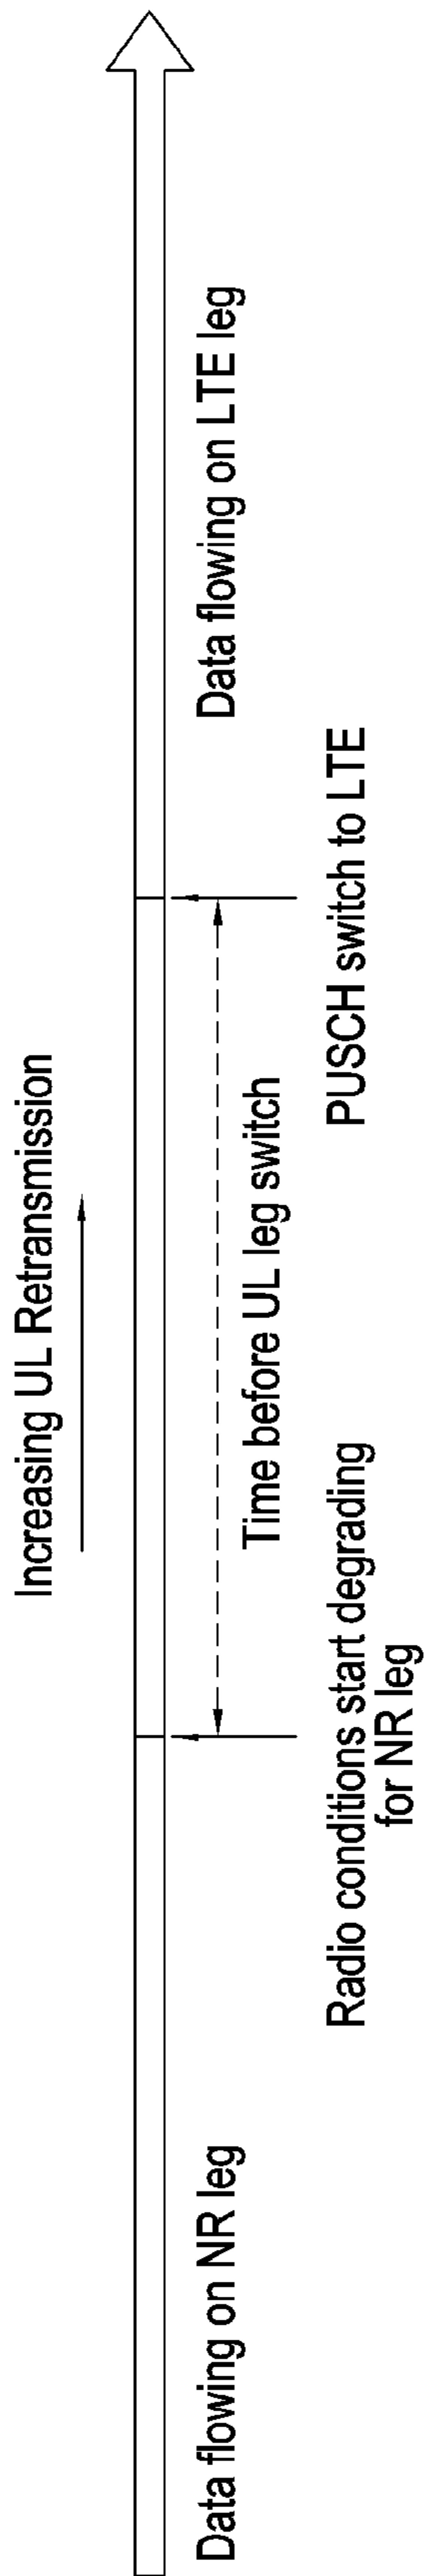 Increasing UL Retransmission
Data flowing on NR leg
Data flowing on LTE leg
Time before UL leg switch
Radio conditions start degrading
for NR leg
PUSCH switch to LTE